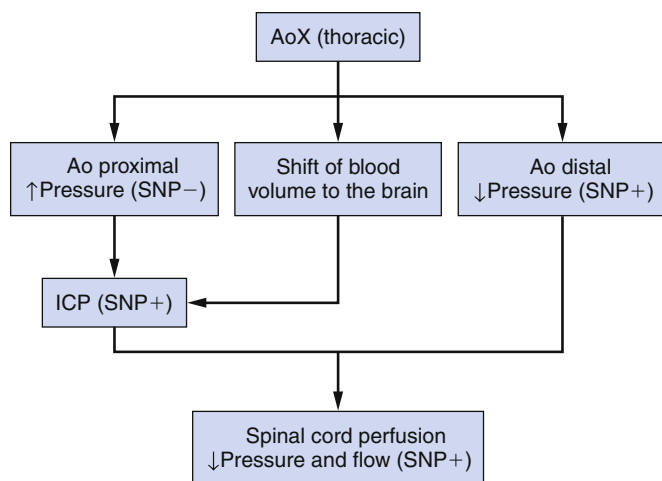 AoX (thoracic)
Ao proximal
↑Pressure (SNP−)
Shift of blood
volume to the brain
Ao distal
↓Pressure (SNP+)
ICP (SNP+)
Spinal cord perfusion
↓Pressure and flow (SNP+)